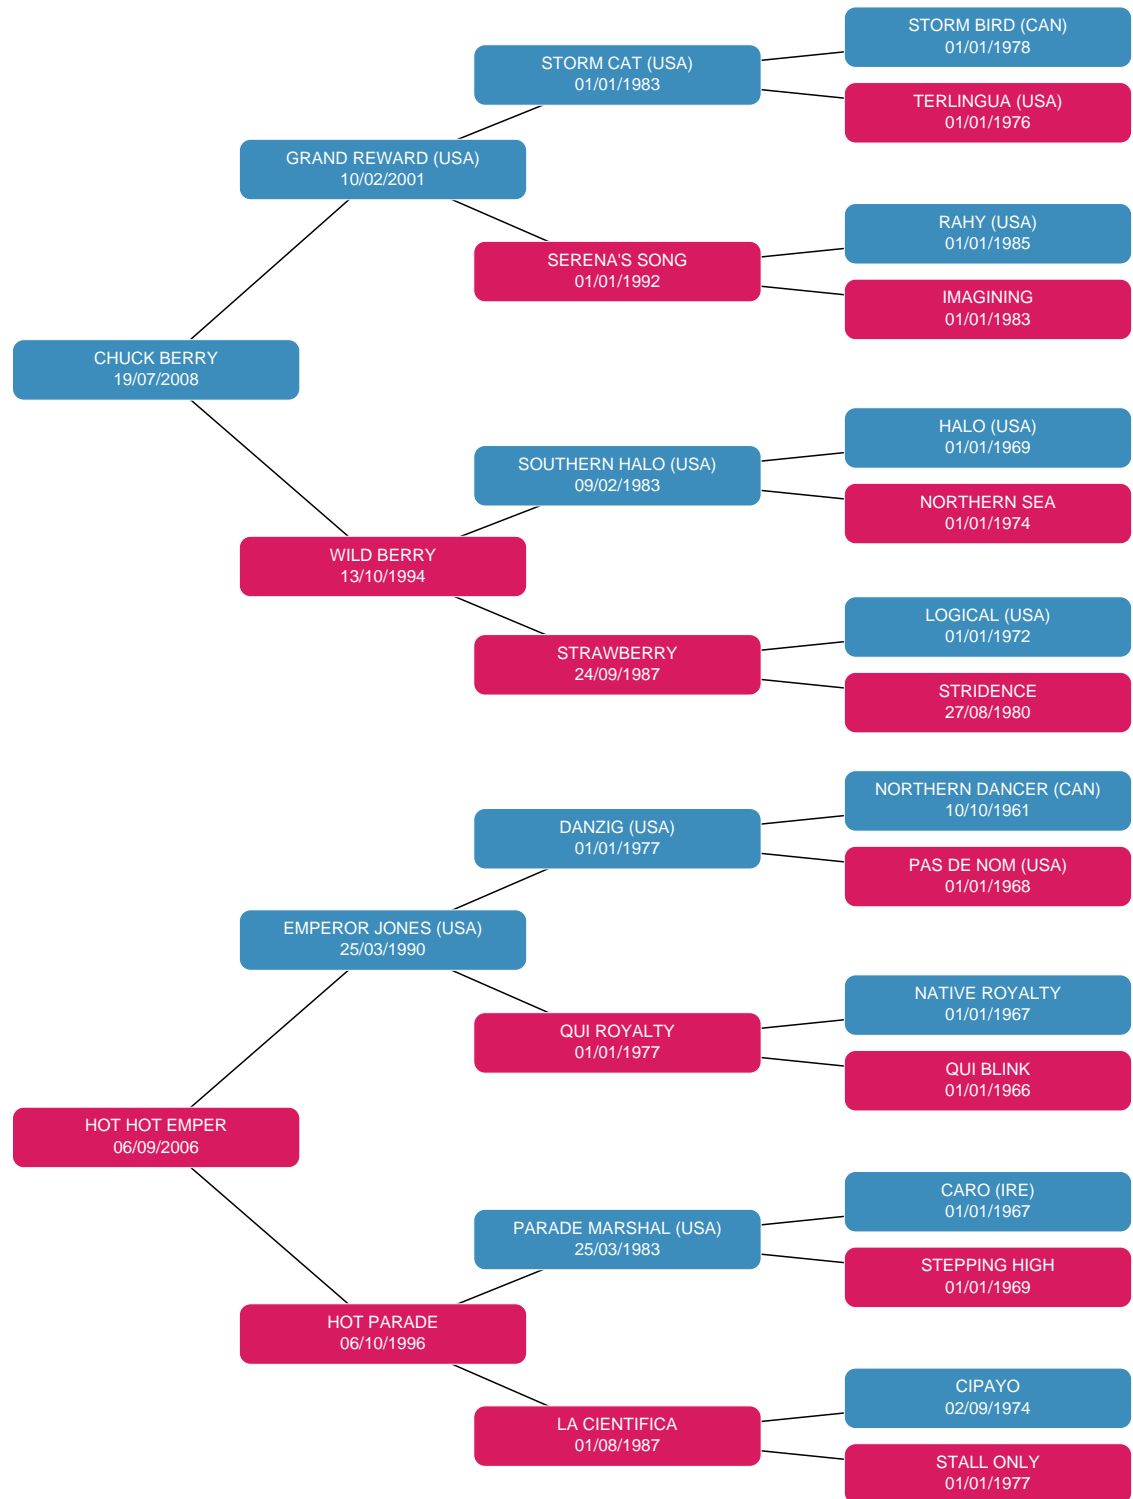 STORM BIRD (CAN)
01/01/1978
STORM CAT (USA)
01/01/1983
TERLINGUA (USA)
01/01/1976
GRAND REWARD (USA)
10/02/2001
RAHY (USA)
01/01/1985
SERENA'S SONG
01/01/1992
IMAGINING
01/01/1983
CHUCK BERRY
19/07/2008
HALO (USA)
01/01/1969
SOUTHERN HALO (USA)
09/02/1983
NORTHERN SEA
01/01/1974
WILD BERRY
13/10/1994
LOGICAL (USA)
01/01/1972
STRAWBERRY
24/09/1987
STRIDENCE
27/08/1980
NORTHERN DANCER (CAN)
10/10/1961
DANZIG (USA)
01/01/1977
PAS DE NOM (USA)
01/01/1968
EMPEROR JONES (USA)
25/03/1990
NATIVE ROYALTY
01/01/1967
QUI ROYALTY
01/01/1977
QUI BLINK
01/01/1966
HOT HOT EMPER
06/09/2006
CARO (IRE)
01/01/1967
PARADE MARSHAL (USA)
25/03/1983
STEPPING HIGH
01/01/1969
HOT PARADE
06/10/1996
CIPAYO
02/09/1974
LA CIENTIFICA
01/08/1987
STALL ONLY
01/01/1977